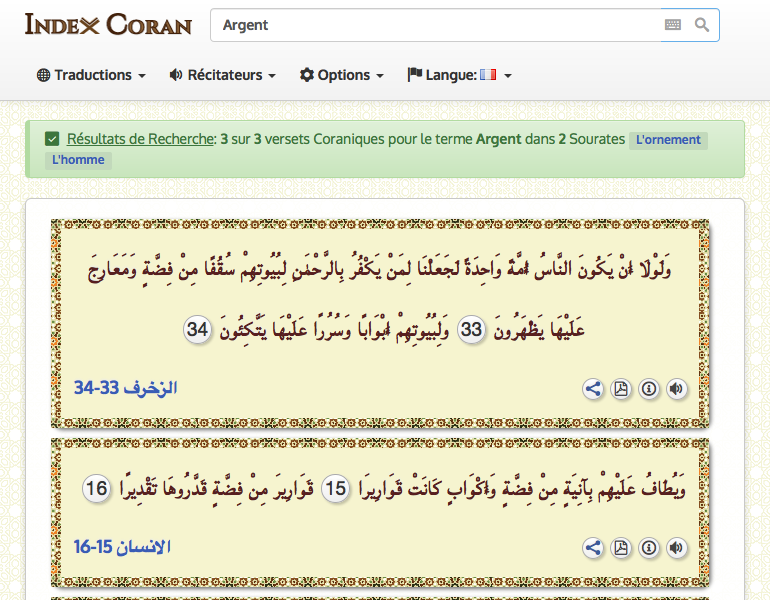 Index Coran
Argent
Traductions
Récitateurs
Options
Langue:
Résultats de Recherche: 3 sur 3 versets Coraniques pour le terme Argent dans 2 Sourates L'ornement
L'homme
وَلَوْلَا أَنْ يَكُونَ النَّاسُ أُمَّةً وَاحِدَةً لَجَعَلْنَا لِمَنْ يَكْفُرُ بِالرَّحْمَٰنِ لِبُيُوتِهِمْ سُقُفًا مِنْ فِضَّةٍ وَمَعَارِجَ
عَلَيْهَا يَظْهَرُونَ 33 وَلِبُيُوتِهِمْ أَبْوَابًا وَسُرُرًا عَلَيْهَا يَتَّكِئُونَ 34
الزخرف 33-34
وَيُطَافُ عَلَيْهِمْ بِآنِيَةٍ مِنْ فِضَّةٍ وَأَكْوَابٍ كَانَتْ قَوَارِيرَا 15 قَوَارِيرَ مِنْ فِضَّةٍ قَدَّرُوهَا تَقْدِيرًا 16
الانسان 15-16